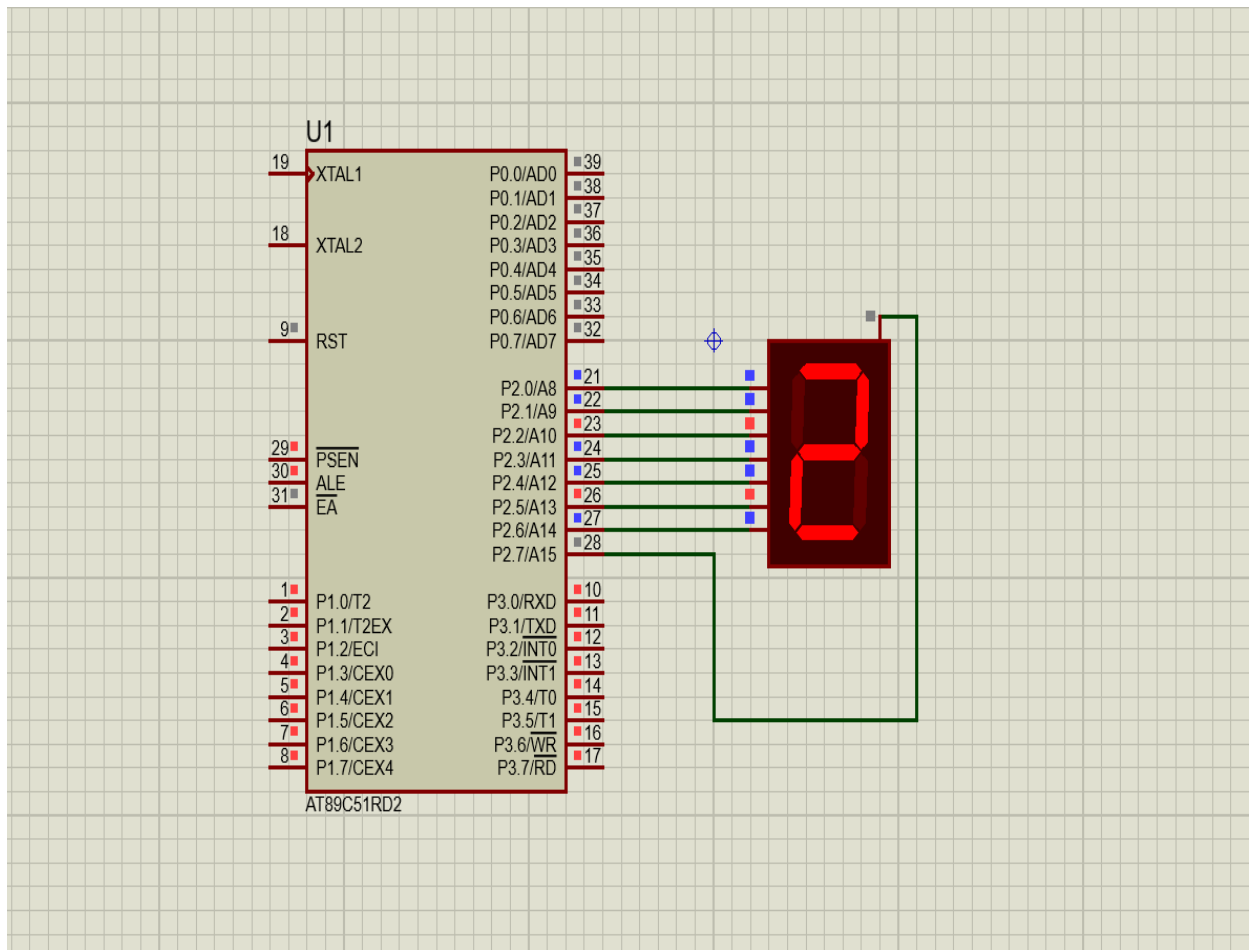 U1
19 XTAL1
18 XTAL2
9 RST
29 PSEN
30 ALE
31 EA
1 P1.0/T2
2 P1.1/T2EX
3 P1.2/ECI
4 P1.3/CEX0
5 P1.4/CEX1
6 P1.5/CEX2
7 P1.6/CEX3
8 P1.7/CEX4
P0.0/AD0 39
P0.1/AD1 38
P0.2/AD2 37
P0.3/AD3 36
P0.4/AD4 35
P0.5/AD5 34
P0.6/AD6 33
P0.7/AD7 32
P2.0/A8 21
P2.1/A9 22
P2.2/A10 23
P2.3/A11 24
P2.4/A12 25
P2.5/A13 26
P2.6/A14 27
P2.7/A15 28
P3.0/RXD 10
P3.1/TXD 11
P3.2/INT0 12
P3.3/INT1 13
P3.4/T0 14
P3.5/T1 15
P3.6/WR 16
P3.7/RD 17
AT89C51RD2
2